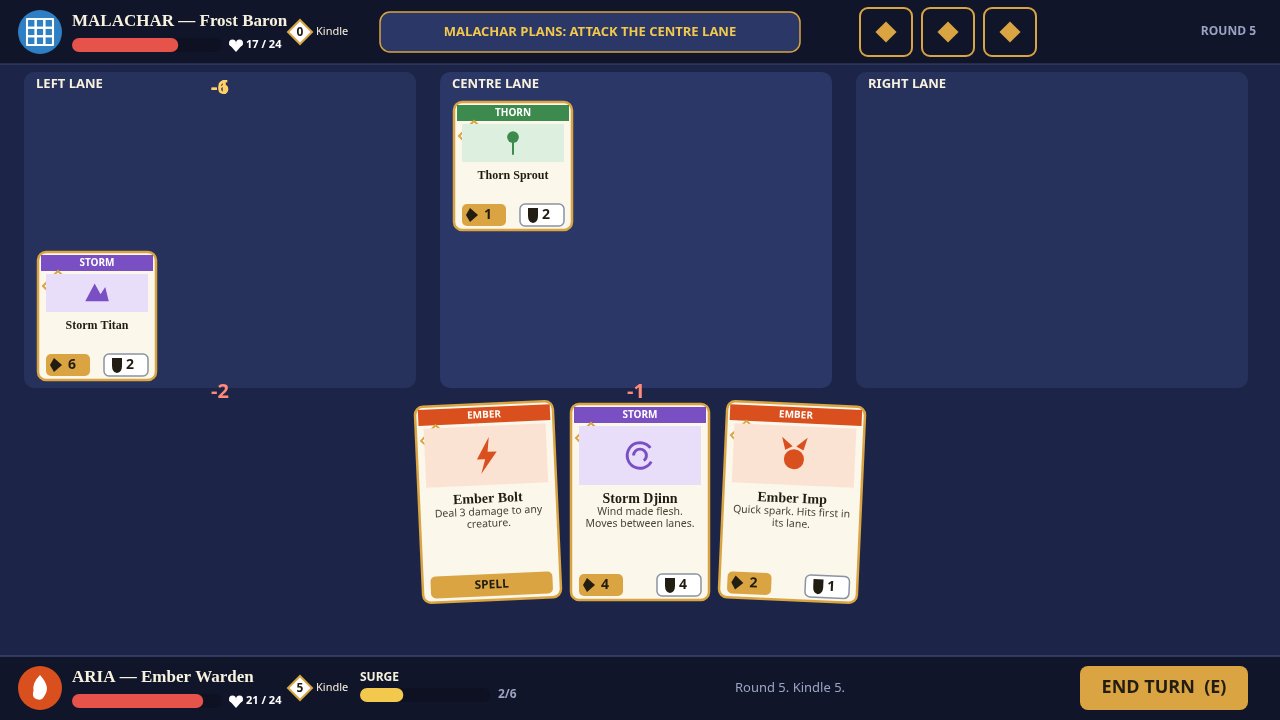 MALACHAR — Frost Baron
17 / 24
0
Kindle
MALACHAR PLANS: ATTACK THE CENTRE LANE
ROUND 5
LEFT LANE
CENTRE LANE
RIGHT LANE
THORN
Thorn Sprout
1
2
STORM
Storm Titan
6
2
-2
-1
EMBER
Ember Bolt
Deal 3 damage to any
creature.
SPELL
STORM
Storm Djinn
Wind made flesh.
Moves between lanes.
4
4
EMBER
Ember Imp
Quick spark. Hits first in
its lane.
2
1
ARIA — Ember Warden
21 / 24
5
Kindle
SURGE
2/6
Round 5. Kindle 5.
END TURN (E)